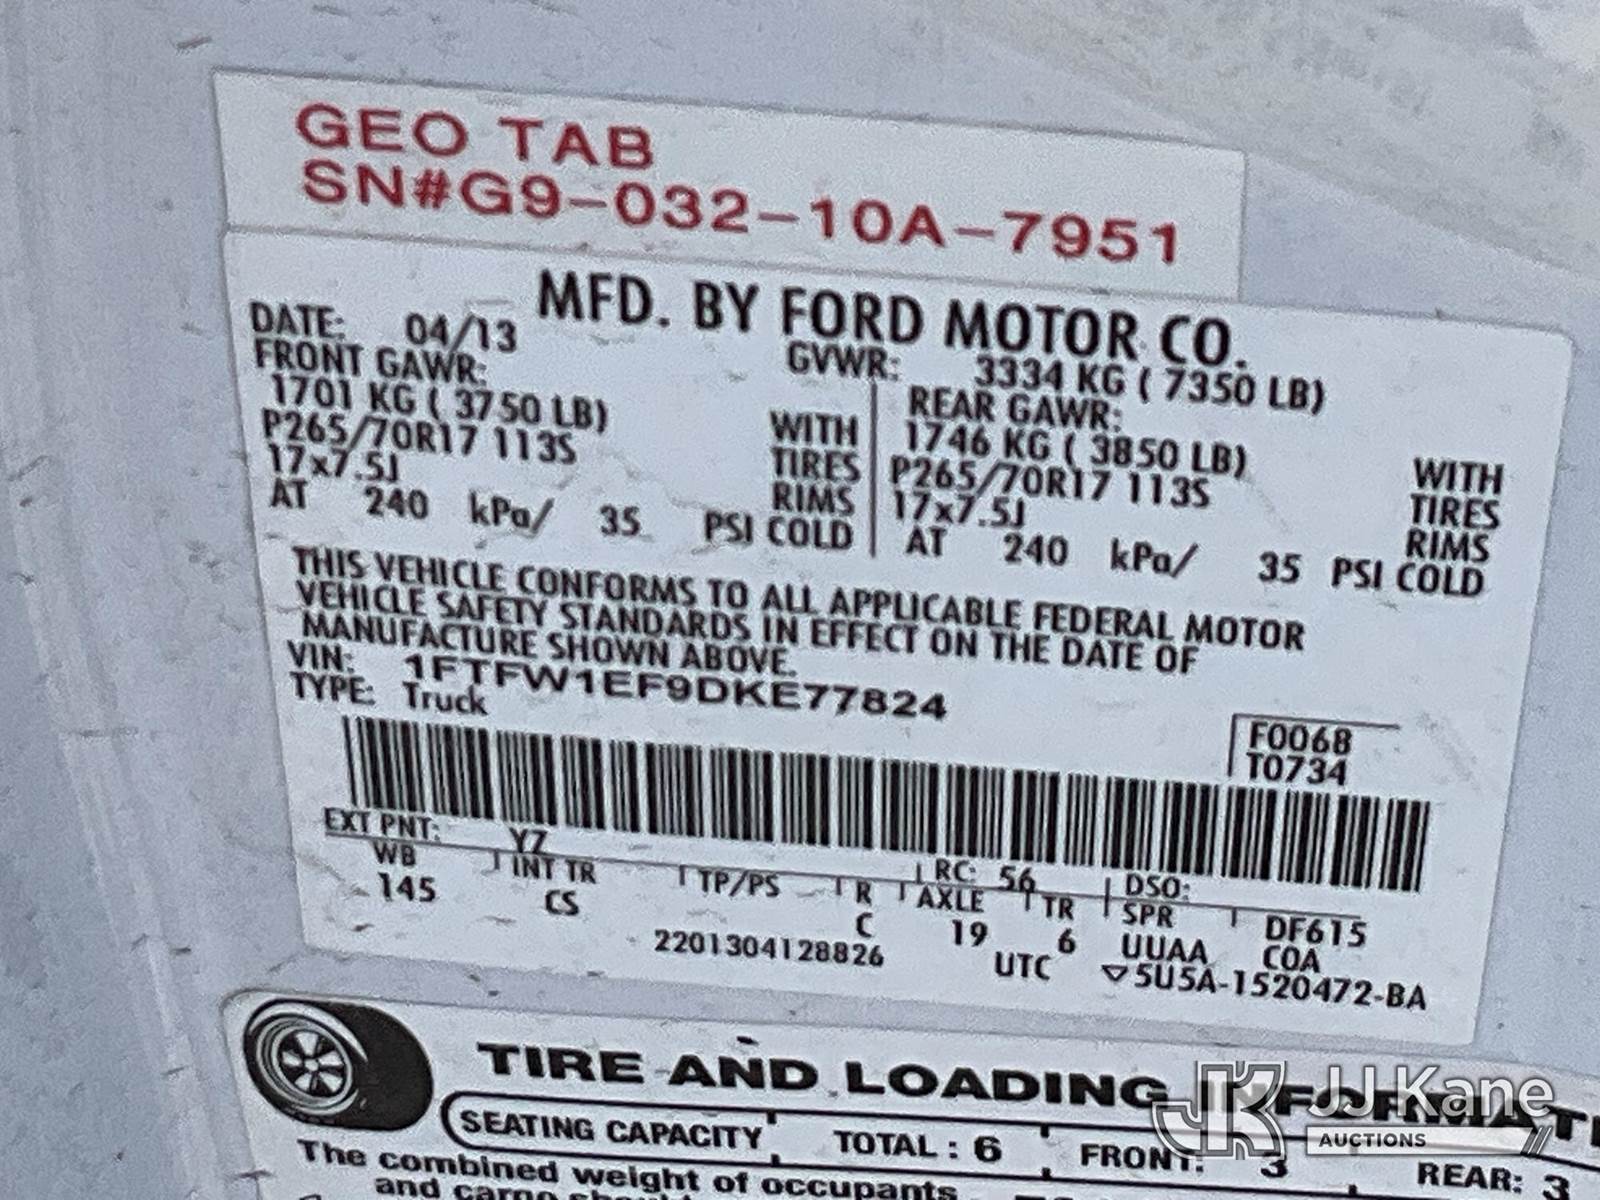 GEO TAB
SN#G9-032-10A-7951
MFD. BY FORD MOTOR CO.
DATE: 04/13 GVWR: 3334 KG ( 7350 LB)
FRONT GAWR: REAR GAWR:
1701 KG ( 3750 LB) WITH 1746 KG ( 3850 LB) WITH
P265/70R17 113S TIRES P265/70R17 113S TIRES
17x7.5J RIMS 17x7.5J RIMS
AT 240 kPa/ 35 PSI COLD AT 240 kPa/ 35 PSI COLD
THIS VEHICLE CONFORMS TO ALL APPLICABLE FEDERAL MOTOR
VEHICLE SAFETY STANDARDS IN EFFECT ON THE DATE OF
MANUFACTURE SHOWN ABOVE.
VIN: 1FTFW1EF9DKE77824
TYPE: Truck
F0068
T0734
EXT PNT: YZ RC: 56 DSO:
WB INT TR TP/PS R AXLE TR SPR DF615
145 CS C 19 6 UUAA COA
2201304128826 UTC ▽5U5A-1520472-BA
TIRE AND LOADING INFORMATI
SEATING CAPACITY TOTAL : 6 FRONT: 3 REAR: 3
The combined weight of occupants
and cargo should
JJ Kane
AUCTIONS